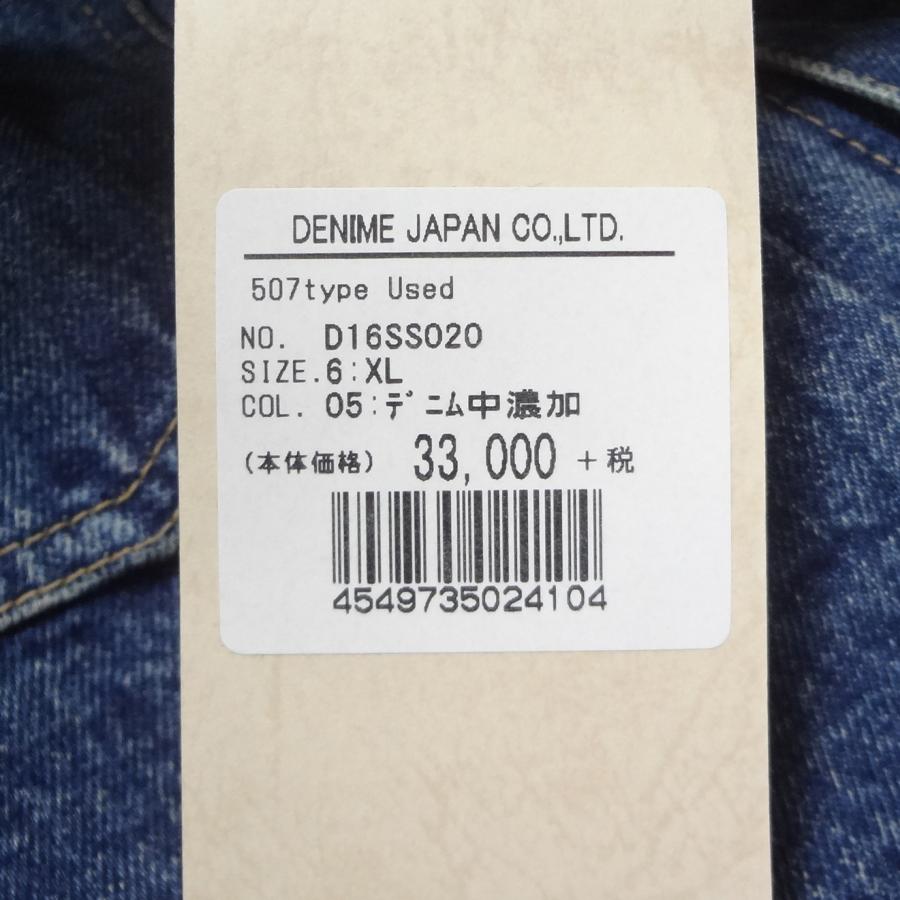 DENIME JAPAN CO.,LTD.
507type Used
NO. D16SS020
SIZE.6:XL
COL. 05:ﾃﾞﾆﾑ中濃加
(本体価格) 33,000 +税
4549735024104